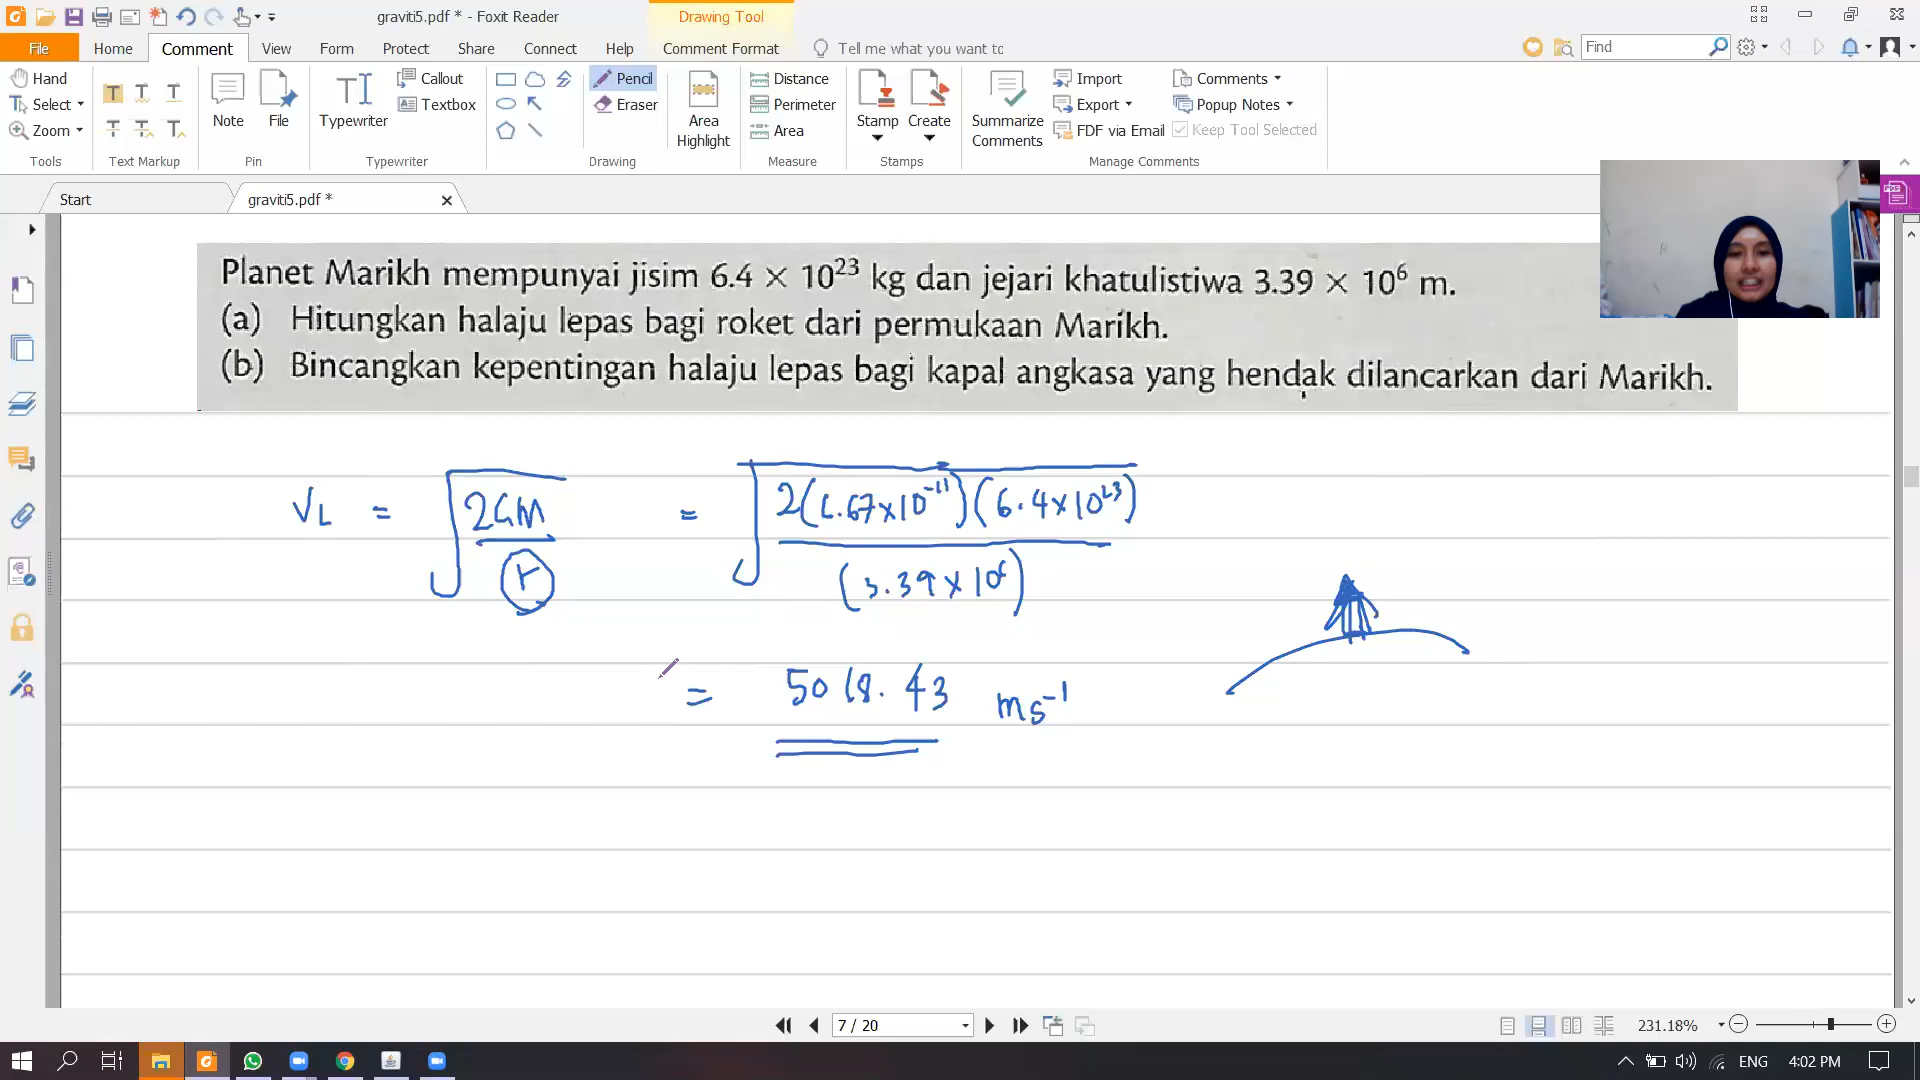 graviti5.pdf * - Foxit Reader
Drawing Tool
File Home Comment View Form Protect Share Connect Help Comment Format Tell me what you want to Find
Hand
Select
Zoom
Tools
Text Markup
Note
File
Pin
Typewriter
Callout
Textbox
Typewriter
Pencil
Eraser
Drawing
Area Highlight
Distance
Perimeter
Area
Measure
Stamp
Create
Stamps
Summarize Comments
Import
Export
FDF via Email
Comments
Popup Notes
Keep Tool Selected
Manage Comments
Start
graviti5.pdf *
Planet Marikh mempunyai jisim 6.4 × 10²³ kg dan jejari khatulistiwa 3.39 × 10⁶ m.
(a) Hitungkan halaju lepas bagi roket dari permukaan Marikh.
(b) Bincangkan kepentingan halaju lepas bagi kapal angkasa yang hendak dilancarkan dari Marikh.
V_L = √(2GM / r) = √(2(6.67×10⁻¹¹)(6.4×10²³) / (3.39×10⁶))
= 5018.43 ms⁻¹
7 / 20
231.18%
ENG
4:02 PM